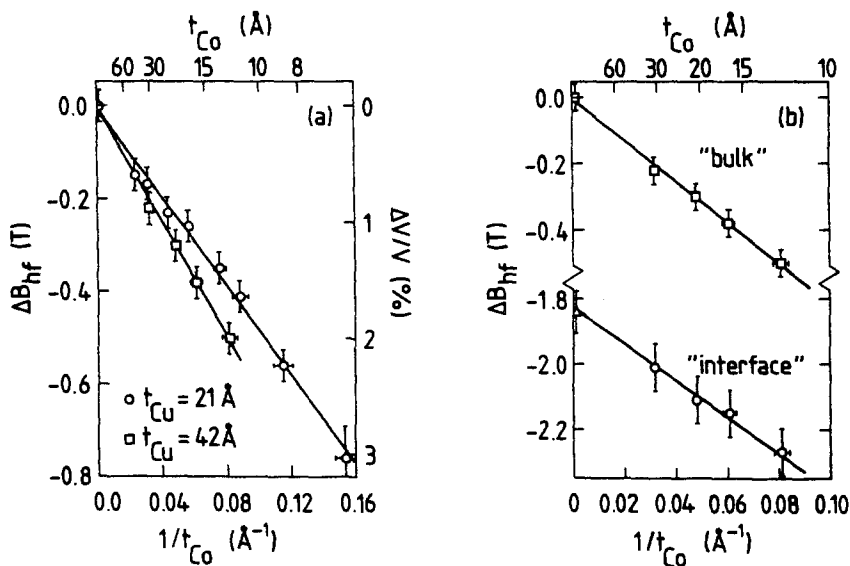 t_Co (Å)
60 30 15 10 8
(a)
0.0
-0.2
-0.4
-0.6
-0.8
ΔB_hf (T)
0
1
2
3
ΔV/V (%)
○ t_Cu = 21 Å
□ t_Cu = 42 Å
0.0 0.04 0.08 0.12 0.16
1/t_Co (Å⁻¹)
t_Co (Å)
60 30 20 15 10
(b)
"bulk"
0.0
-0.2
-0.4
-1.8
-2.0
-2.2
ΔB_hf (T)
"interface"
0 0.02 0.04 0.06 0.08 0.10
1/t_Co (Å⁻¹)